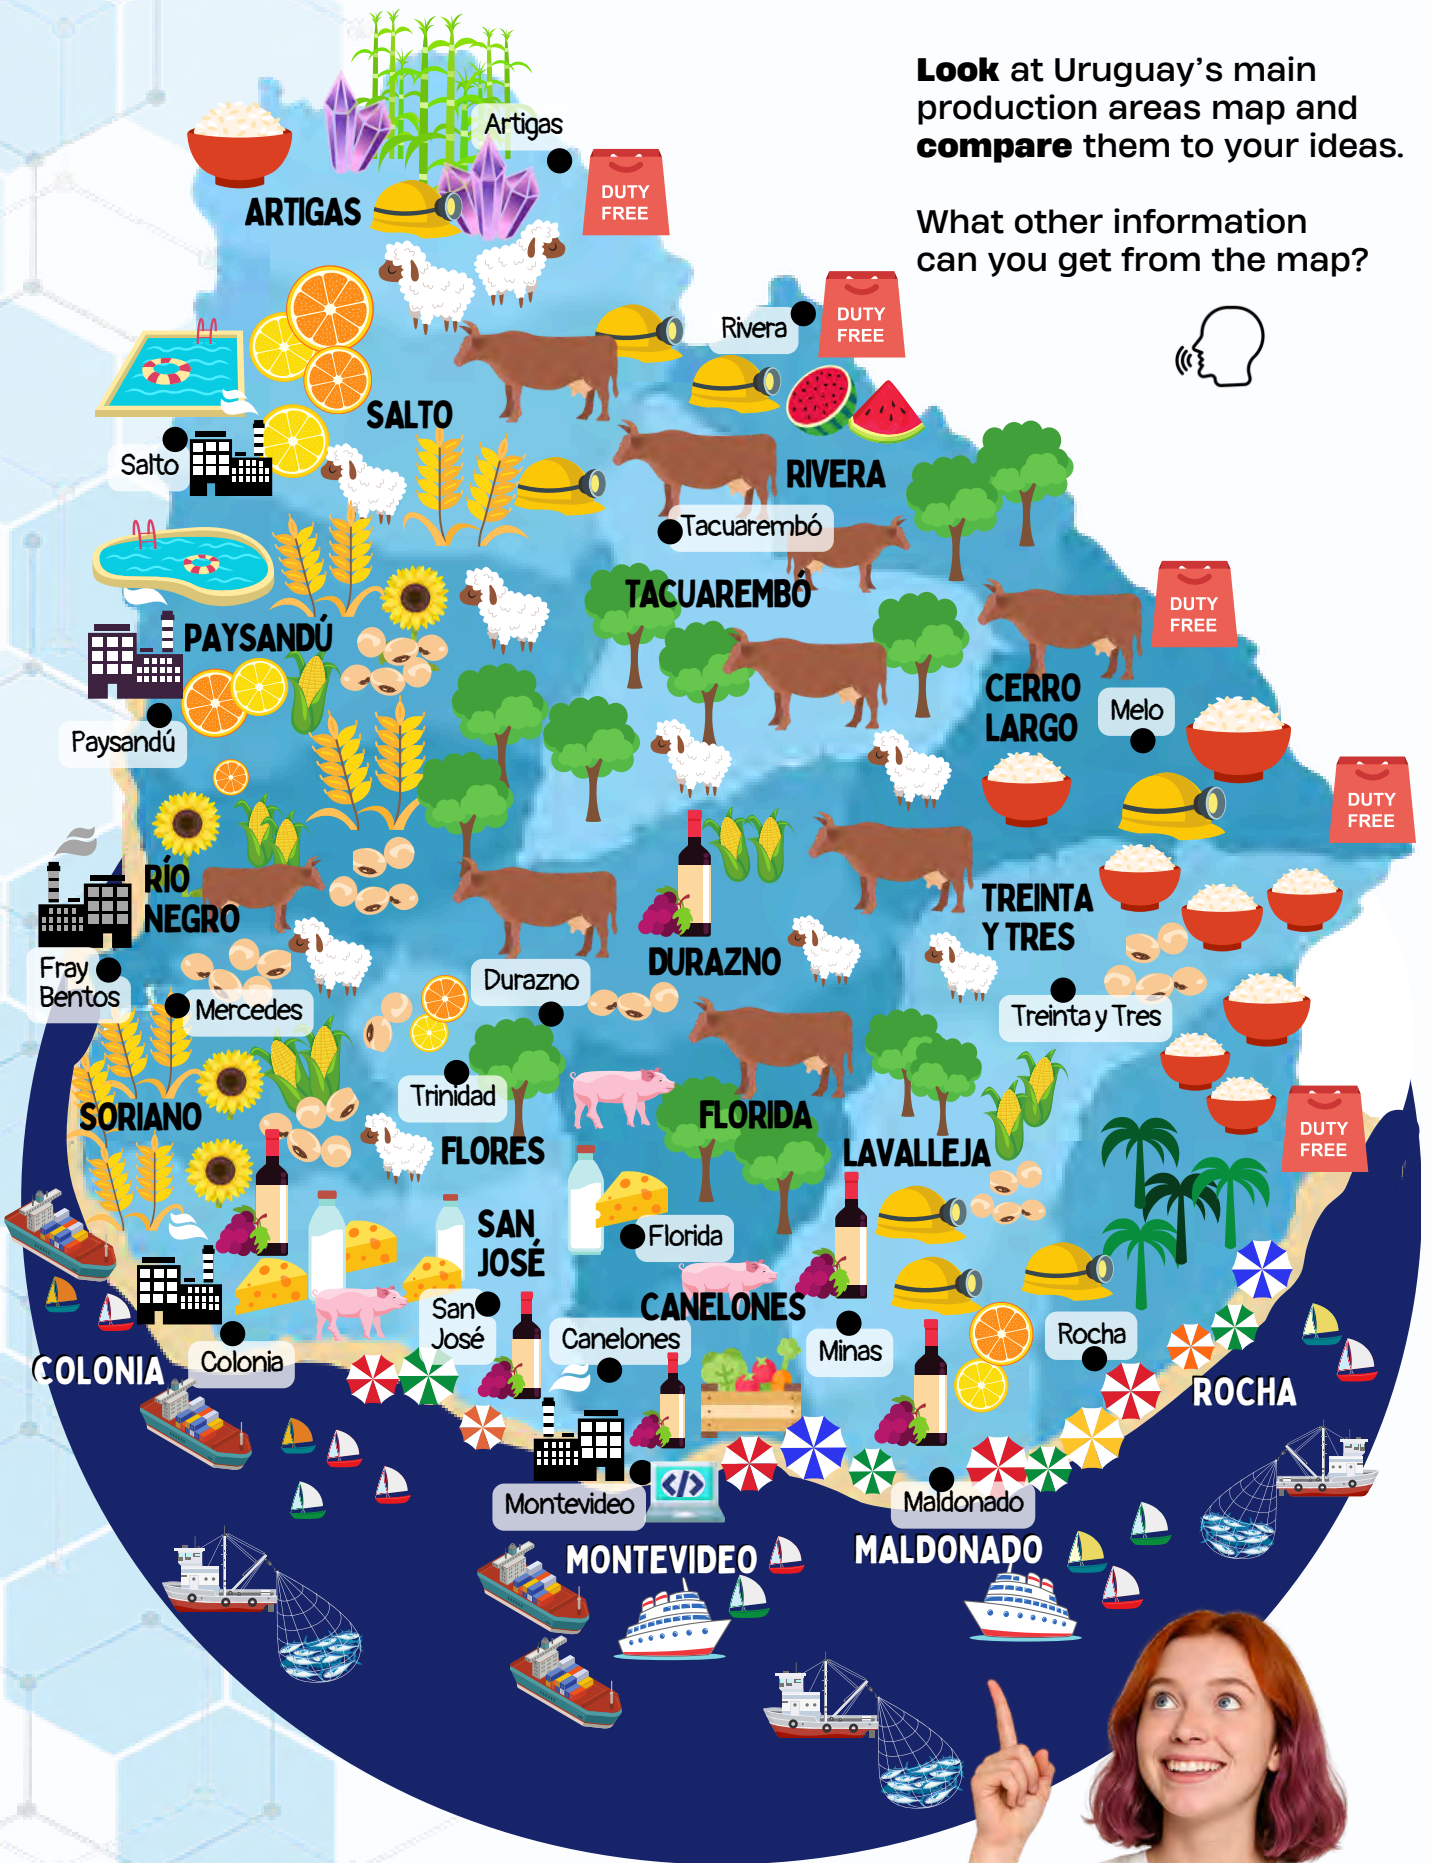 Look at Uruguay's main
production areas map and
compare them to your ideas.
What other information
can you get from the map?
Artigas
DUTY
FREE
ARTIGAS
Rivera
DUTY
FREE
SALTO
Salto
RIVERA
Tacuarembó
TACUAREMBÓ
DUTY
FREE
PAYSANDÚ
CERRO
LARGO
Melo
Paysandú
DUTY
FREE
RÍO
NEGRO
TREINTA
Y TRES
DURAZNO
Fray
Bentos
Durazno
Mercedes
Treinta y Tres
Trinidad
SORIANO
FLORIDA
DUTY
FREE
FLORES
LAVALLEJA
SAN
JOSÉ
Florida
CANELONES
San
José
Canelones
Minas
Rocha
COLONIA
Colonia
ROCHA
Montevideo
</>
Maldonado
MONTEVIDEO
MALDONADO